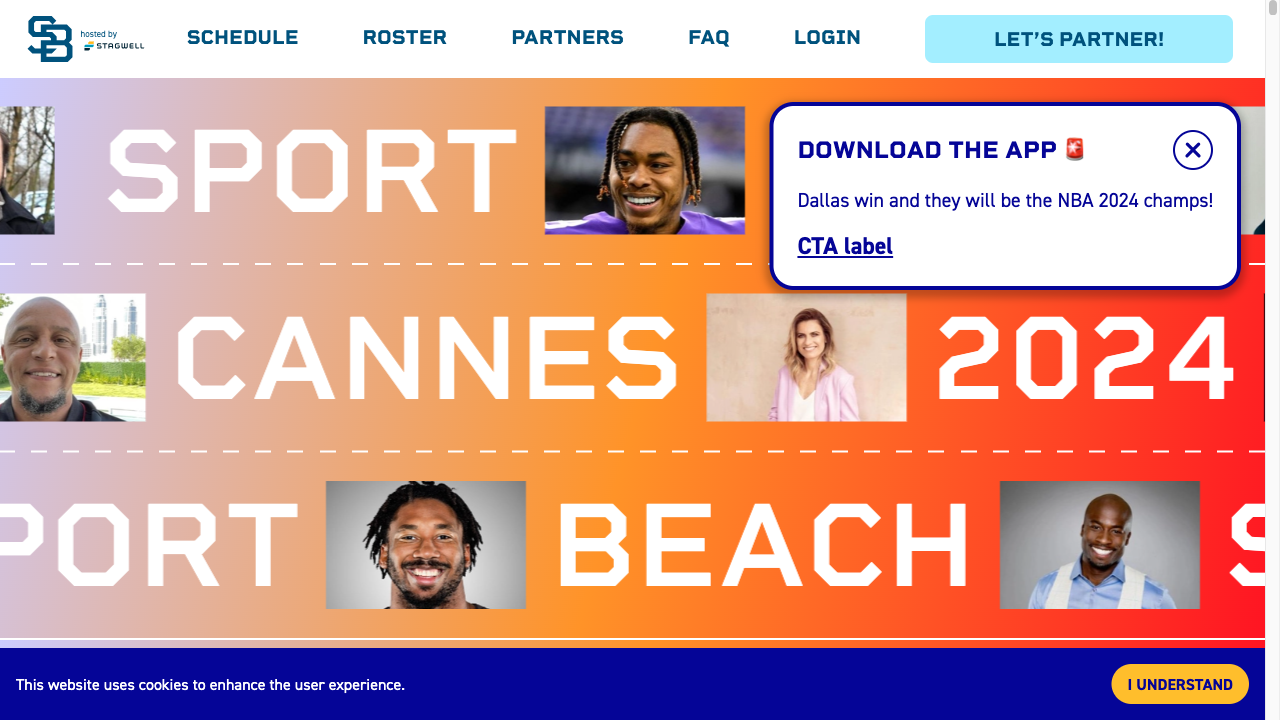 SB
hosted by
STAGWELL
SCHEDULE
ROSTER
PARTNERS
FAQ
LOGIN
LET’S PARTNER!
SPORT
DOWNLOAD THE APP 🚨
Dallas win and they will be the NBA 2024 champs!
CTA label
CANNES
2024
PORT
BEACH
S
This website uses cookies to enhance the user experience.
I UNDERSTAND